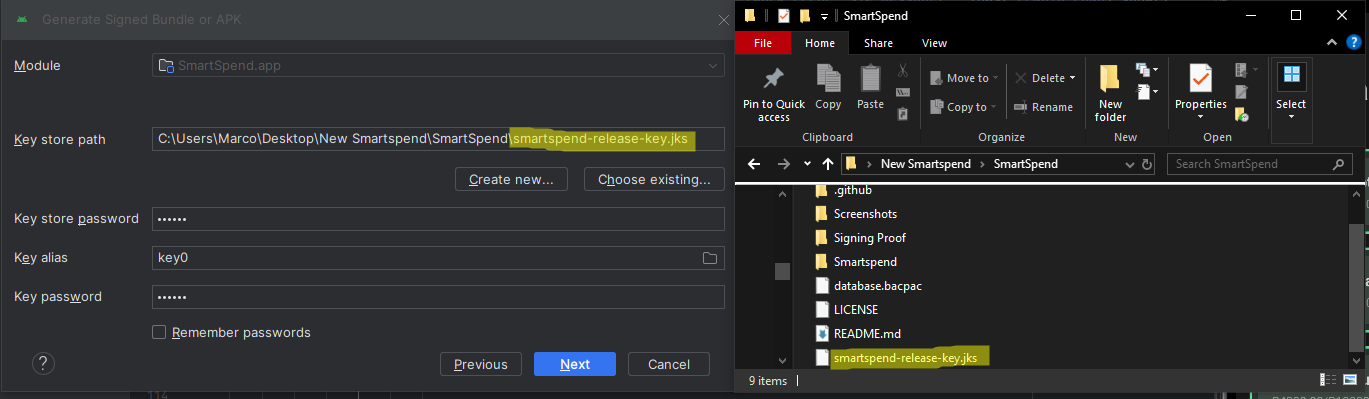 Generate Signed Bundle or APK
Module
SmartSpend.app
Key store path
C:\Users\Marco\Desktop\New Smartspend\SmartSpend\smartspend-release-key.jks
Create new...
Choose existing...
Key store password
••••••
Key alias
key0
Key password
••••••
Remember passwords
?
Previous
Next
Cancel
114
SmartSpend
File
Home
Share
View
Pin to Quick access
Copy
Paste
Clipboard
Move to
Copy to
Delete
Rename
Organize
New folder
New
Properties
Open
Select
New Smartspend > SmartSpend
Search SmartSpend
.github
Screenshots
Signing Proof
Smartspend
database.bacpac
LICENSE
README.md
smartspend-release-key.jks
9 items